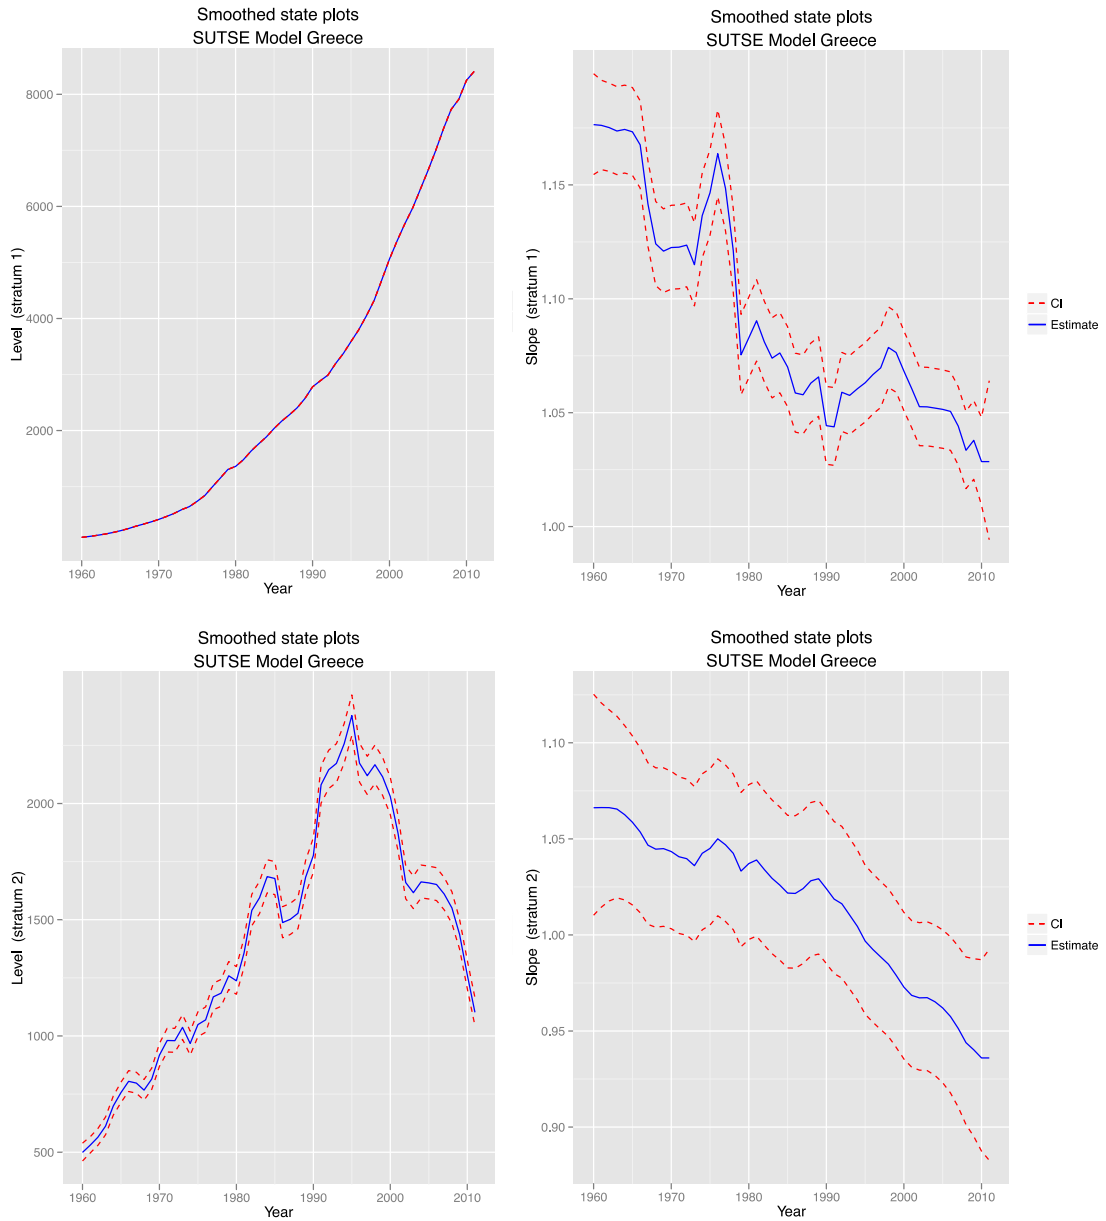 Smoothed state plots
SUTSE Model Greece
Level (stratum 1)
8000
6000
4000
2000
1960 1970 1980 1990 2000 2010
Year
Smoothed state plots
SUTSE Model Greece
Slope (stratum 1)
1.15
1.10
1.05
1.00
1960 1970 1980 1990 2000 2010
Year
CI
Estimate
Smoothed state plots
SUTSE Model Greece
Level (stratum 2)
2000
1500
1000
500
1960 1970 1980 1990 2000 2010
Year
Smoothed state plots
SUTSE Model Greece
Slope (stratum 2)
1.10
1.05
1.00
0.95
0.90
1960 1970 1980 1990 2000 2010
Year
CI
Estimate